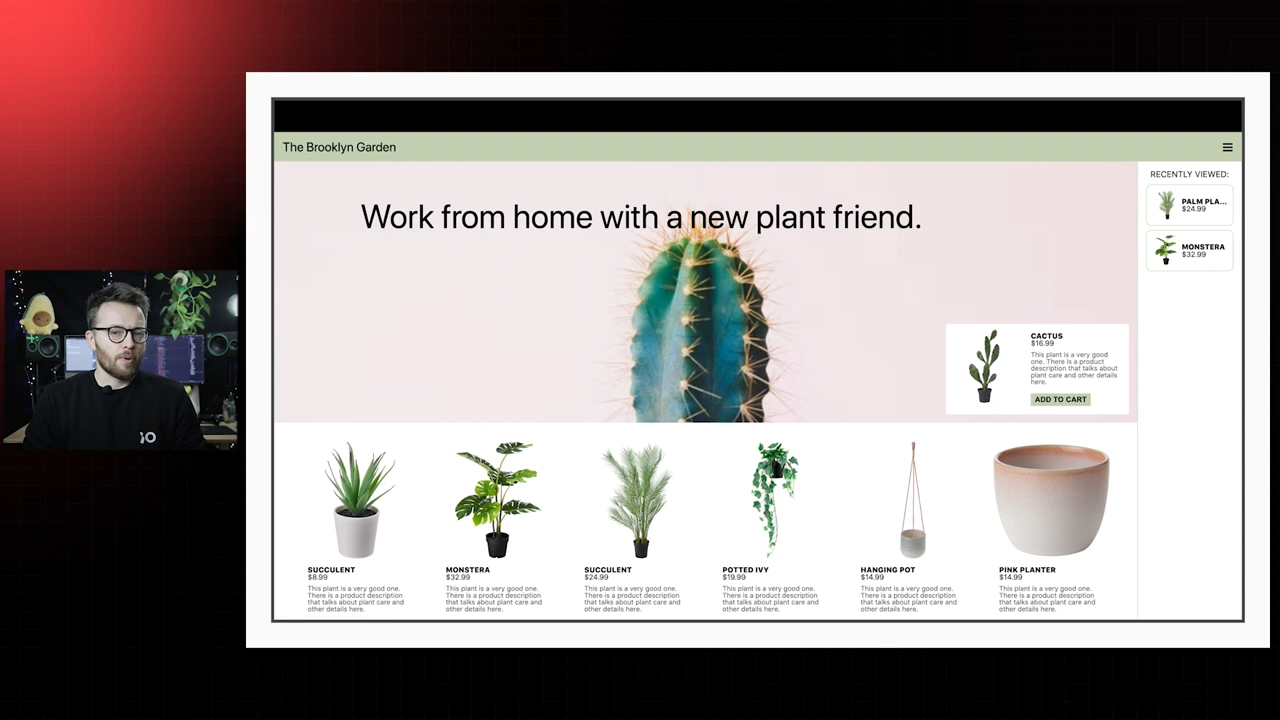 The Brooklyn Garden
Work from home with a new plant friend.
RECENTLY VIEWED:
PALM PLA...
$24.99
MONSTERA
$32.99
CACTUS
$16.99
This plant is a very good
one. There is a product
description that talks about
plant care and other details
here.
ADD TO CART
SUCCULENT
$8.99
This plant is a very good one.
There is a product description
that talks about plant care and
other details here.
MONSTERA
$32.99
This plant is a very good one.
There is a product description
that talks about plant care and
other details here.
SUCCULENT
$24.99
This plant is a very good one.
There is a product description
that talks about plant care and
other details here.
POTTED IVY
$19.99
This plant is a very good one.
There is a product description
that talks about plant care and
other details here.
HANGING POT
$14.99
This plant is a very good one.
There is a product description
that talks about plant care and
other details here.
PINK PLANTER
$14.99
This plant is a very good one.
There is a product description
that talks about plant care and
other details here.